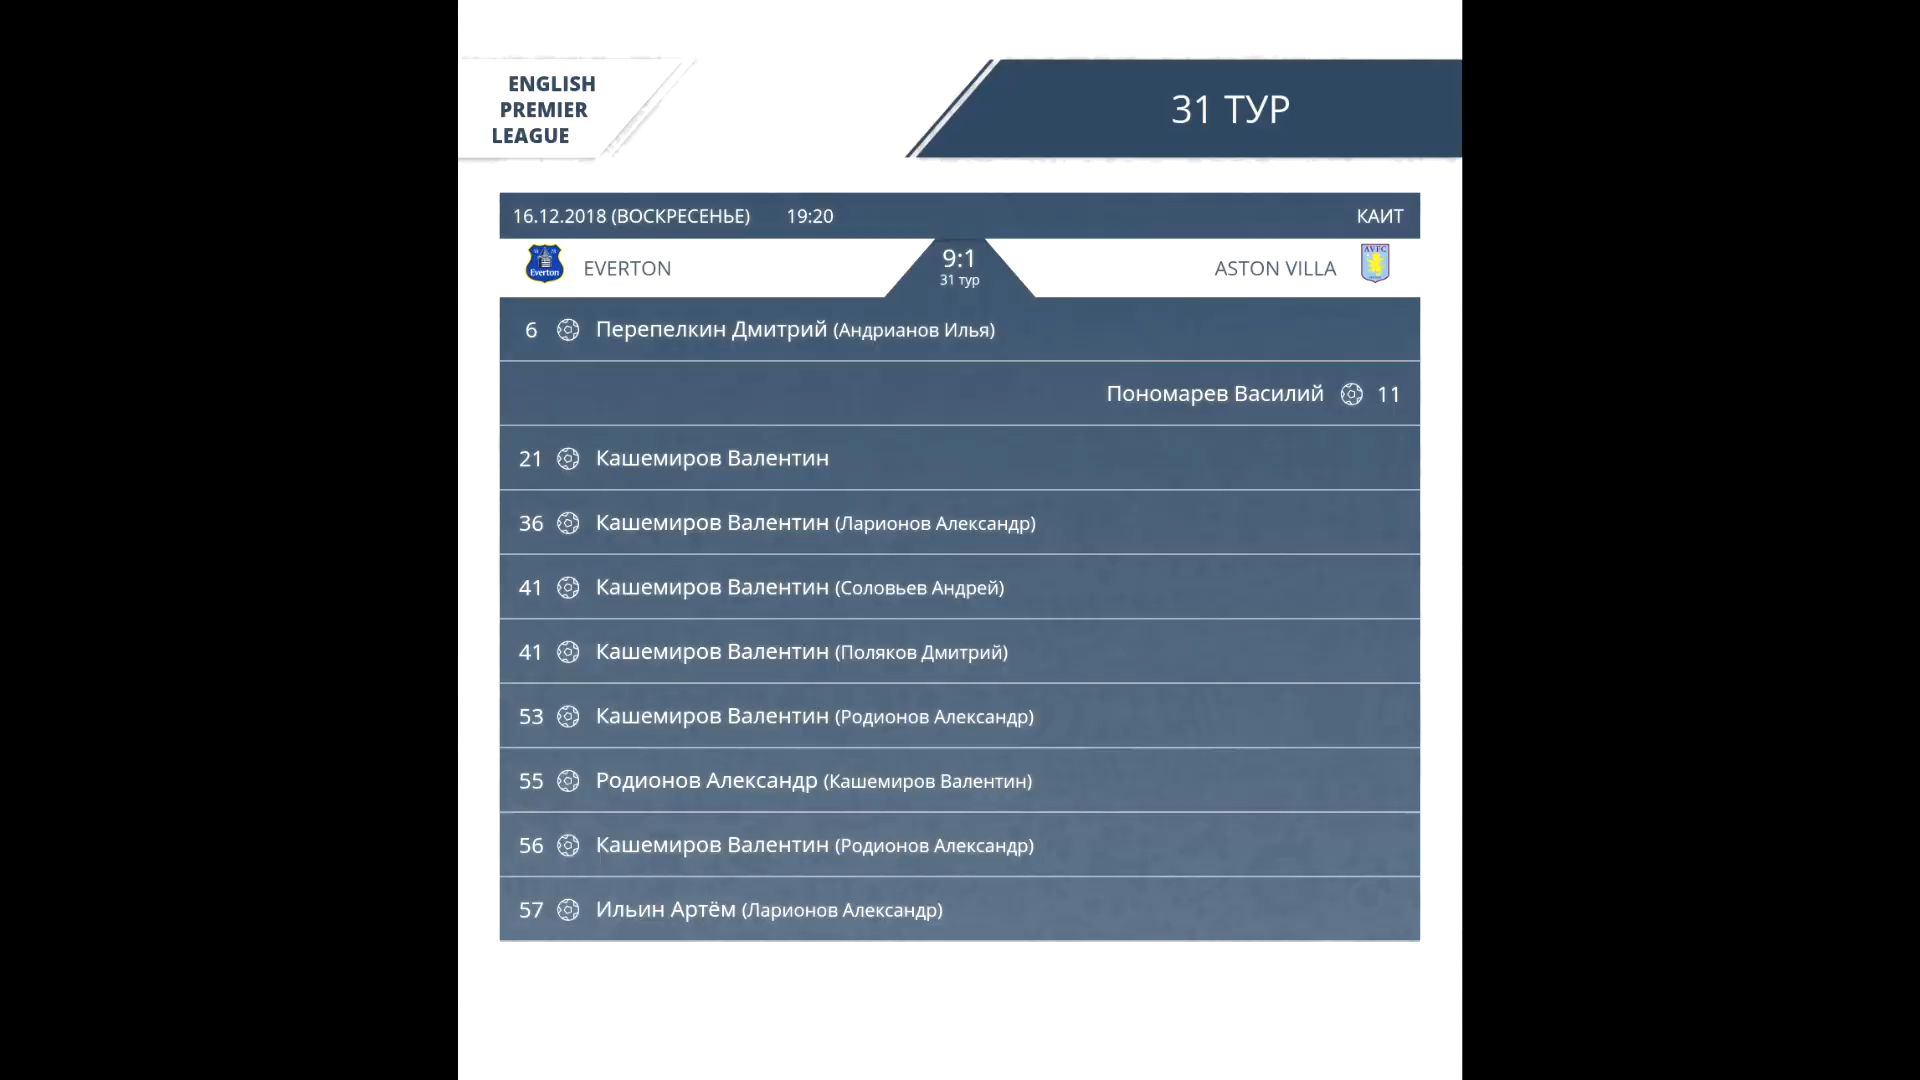 ENGLISH
PREMIER
LEAGUE
31 ТУР
16.12.2018 (ВОСКРЕСЕНЬЕ) 19:20 КАИТ
Everton EVERTON 9:1 ASTON VILLA AVFC
31 тур
6 Перепелкин Дмитрий (Андрианов Илья)
Пономарев Василий 11
21 Кашемиров Валентин
36 Кашемиров Валентин (Ларионов Александр)
41 Кашемиров Валентин (Соловьев Андрей)
41 Кашемиров Валентин (Поляков Дмитрий)
53 Кашемиров Валентин (Родионов Александр)
55 Родионов Александр (Кашемиров Валентин)
56 Кашемиров Валентин (Родионов Александр)
57 Ильин Артём (Ларионов Александр)